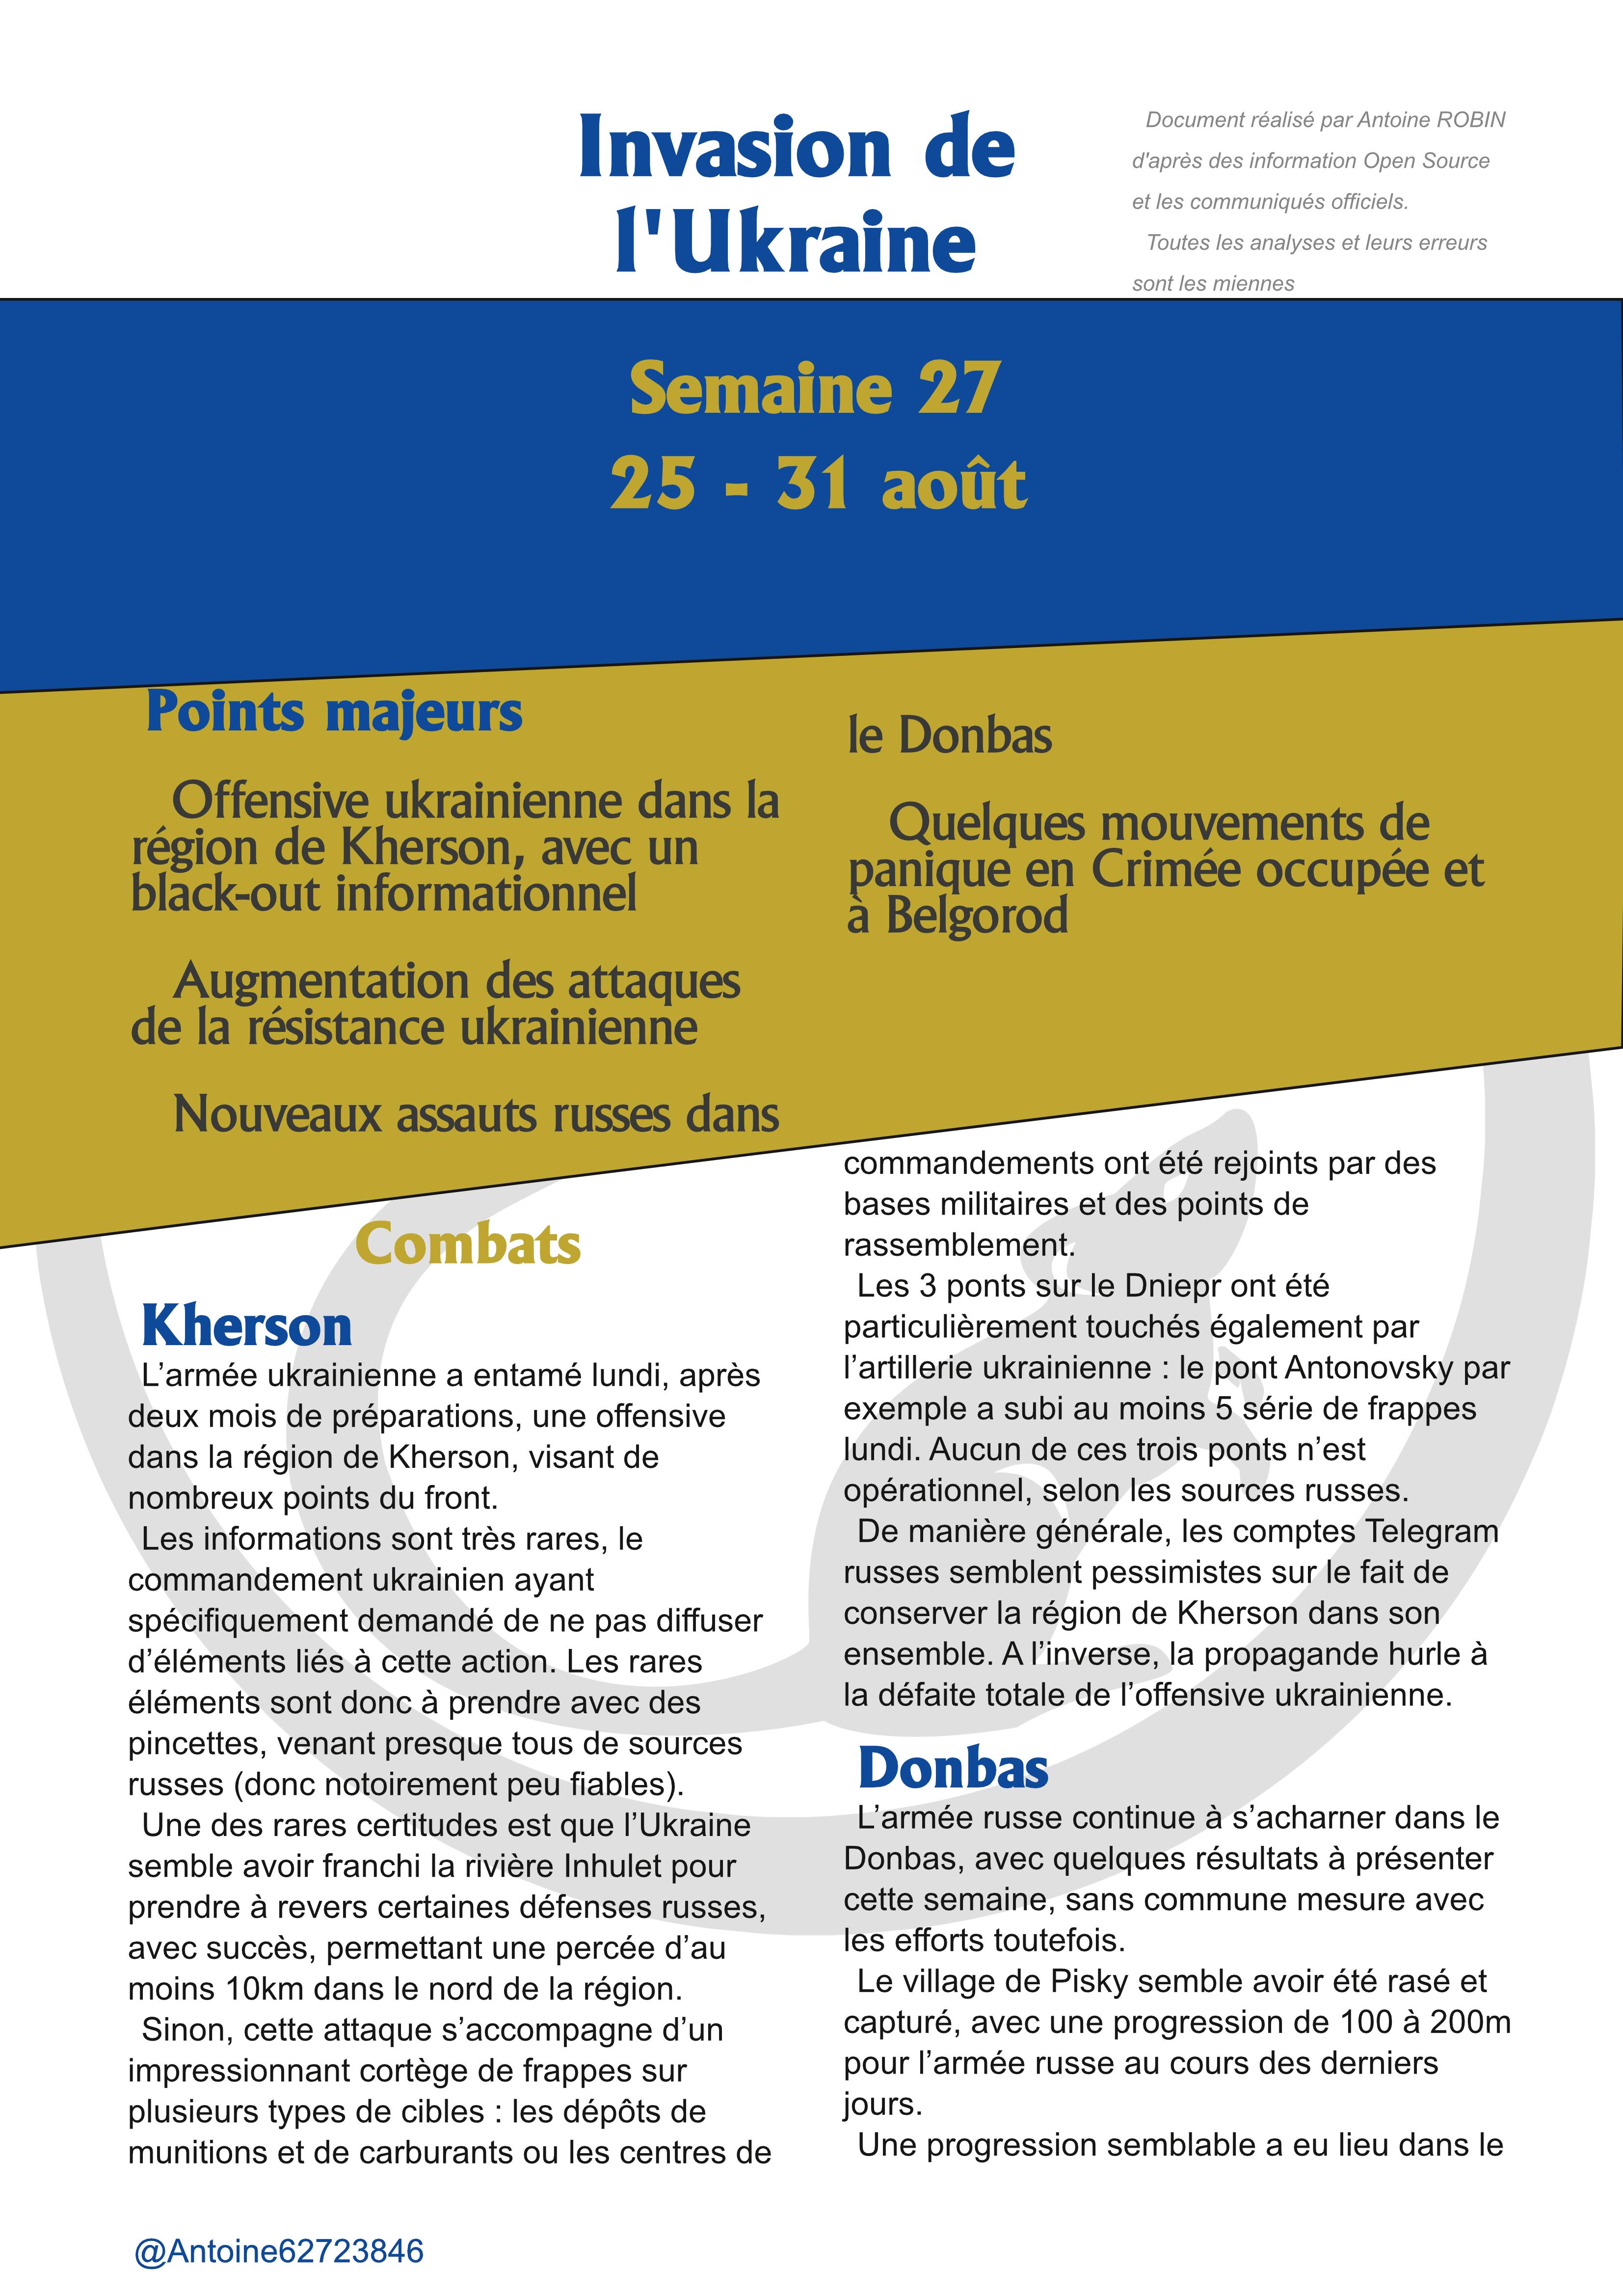 Invasion de
l'Ukraine
Document réalisé par Antoine ROBIN
d'après des information Open Source
et les communiqués officiels.
Toutes les analyses et leurs erreurs
sont les miennes
Semaine 27
25 - 31 août
Points majeurs
Offensive ukrainienne dans la
région de Kherson, avec un
black-out informationnel
Augmentation des attaques
de la résistance ukrainienne
Nouveaux assauts russes dans
le Donbas
Quelques mouvements de
panique en Crimée occupée et
à Belgorod
Combats
Kherson
L’armée ukrainienne a entamé lundi, après
deux mois de préparations, une offensive
dans la région de Kherson, visant de
nombreux points du front.
Les informations sont très rares, le
commandement ukrainien ayant
spécifiquement demandé de ne pas diffuser
d’éléments liés à cette action. Les rares
éléments sont donc à prendre avec des
pincettes, venant presque tous de sources
russes (donc notoirement peu fiables).
Une des rares certitudes est que l’Ukraine
semble avoir franchi la rivière Inhulet pour
prendre à revers certaines défenses russes,
avec succès, permettant une percée d’au
moins 10km dans le nord de la région.
Sinon, cette attaque s’accompagne d’un
impressionnant cortège de frappes sur
plusieurs types de cibles : les dépôts de
munitions et de carburants ou les centres de
commandements ont été rejoints par des
bases militaires et des points de
rassemblement.
Les 3 ponts sur le Dniepr ont été
particulièrement touchés également par
l’artillerie ukrainienne : le pont Antonovsky par
exemple a subi au moins 5 série de frappes
lundi. Aucun de ces trois ponts n’est
opérationnel, selon les sources russes.
De manière générale, les comptes Telegram
russes semblent pessimistes sur le fait de
conserver la région de Kherson dans son
ensemble. A l’inverse, la propagande hurle à
la défaite totale de l’offensive ukrainienne.
Donbas
L’armée russe continue à s’acharner dans le
Donbas, avec quelques résultats à présenter
cette semaine, sans commune mesure avec
les efforts toutefois.
Le village de Pisky semble avoir été rasé et
capturé, avec une progression de 100 à 200m
pour l’armée russe au cours des derniers
jours.
Une progression semblable a eu lieu dans le
@Antoine62723846